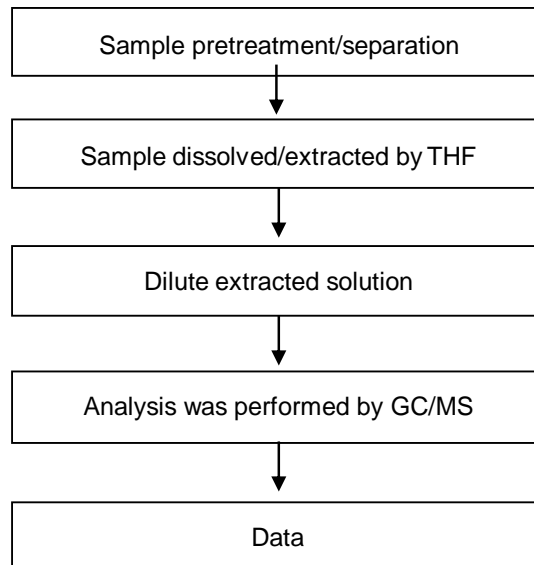 Sample pretreatment/separation
Sample dissolved/extracted by THF
Dilute extracted solution
Analysis was performed by GC/MS
Data